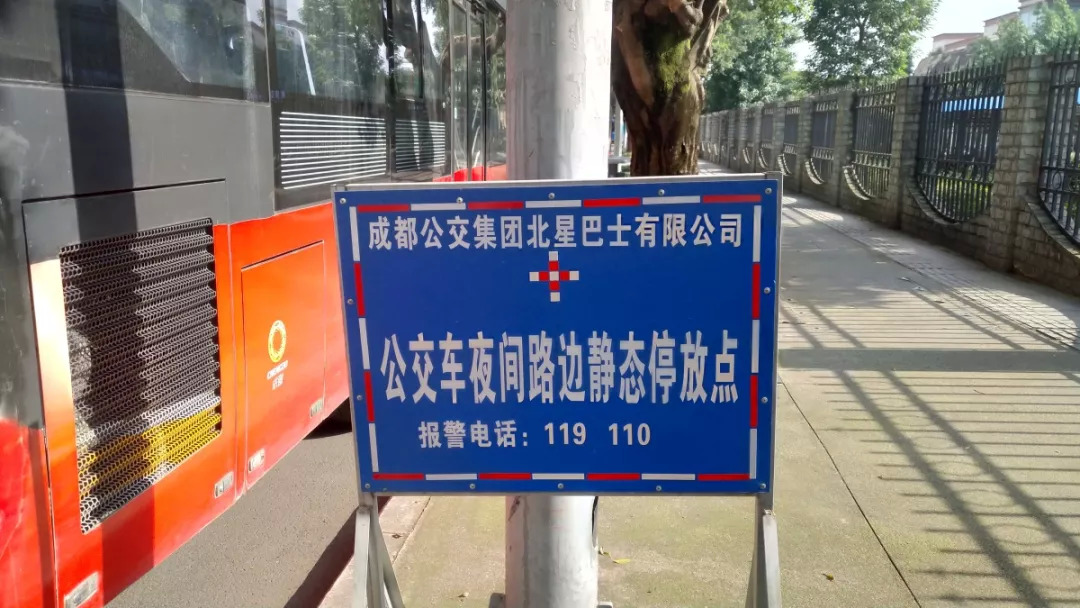 成都公交集团北星巴士有限公司
公交车夜间路边静态停放点
报警电话：119 110